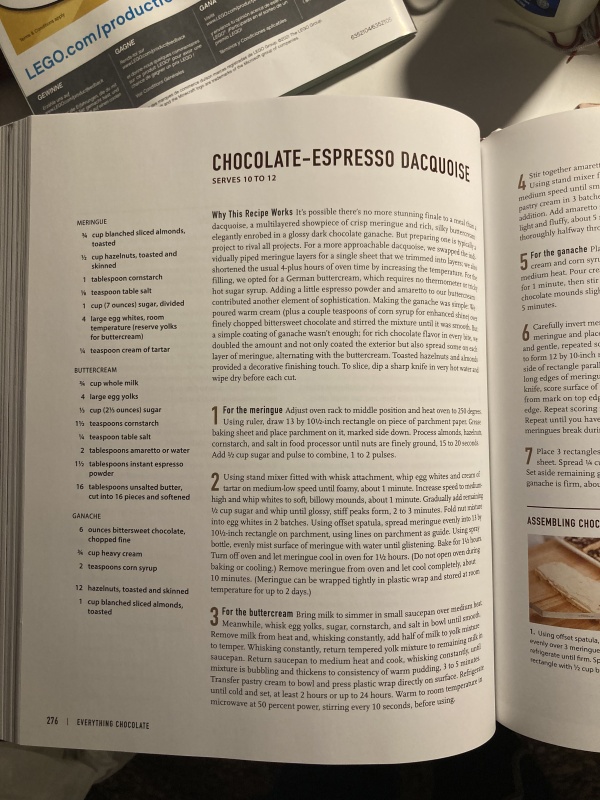 LEGO.com/productfeedback
GEWINNE
GAGNE
GANA
6352104/6352105
CHOCOLATE-ESPRESSO DACQUOISE
SERVES 10 TO 12
MERINGUE
¾ cup blanched sliced almonds,
toasted
½ cup hazelnuts, toasted and
skinned
1 tablespoon cornstarch
⅛ teaspoon table salt
1 cup (7 ounces) sugar, divided
4 large egg whites, room
temperature (reserve yolks
for buttercream)
¼ teaspoon cream of tartar
BUTTERCREAM
¾ cup whole milk
4 large egg yolks
⅓ cup (2⅓ ounces) sugar
1½ teaspoons cornstarch
¼ teaspoon table salt
2 tablespoons amaretto or water
1½ tablespoons instant espresso
powder
16 tablespoons unsalted butter,
cut into 16 pieces and softened
GANACHE
6 ounces bittersweet chocolate,
chopped fine
¾ cup heavy cream
2 teaspoons corn syrup
12 hazelnuts, toasted and skinned
1 cup blanched sliced almonds,
toasted
Why This Recipe Works It's possible there's no more stunning finale to a meal than a
dacquoise, a multilayered showpiece of crisp meringue and rich, silky buttercream
elegantly enrobed in a glossy dark chocolate ganache. But preparing one is typically a
project to rival all projects. For a more approachable dacquoise, we swapped the indi-
vidually piped meringue layers for a single sheet that we trimmed into layers; we also
shortened the usual 4-plus hours of oven time by increasing the temperature. For the
filling, we opted for a German buttercream, which requires no thermometer or tricky
hot sugar syrup. Adding a little espresso powder and amaretto to our buttercream
contributed another element of sophistication. Making the ganache was simple: We
poured warm cream (plus a couple teaspoons of corn syrup for enhanced shine) over
finely chopped bittersweet chocolate and stirred the mixture until it was smooth. But
a simple coating of ganache wasn't enough; for rich chocolate flavor in every bite, we
doubled the amount and not only coated the exterior but also spread some on each
layer of meringue, alternating with the buttercream. Toasted hazelnuts and almonds
provided a decorative finishing touch. To slice, dip a sharp knife in very hot water and
wipe dry before each cut.
1 For the meringue Adjust oven rack to middle position and heat oven to 250 degrees.
Using ruler, draw 13 by 10½-inch rectangle on piece of parchment paper. Grease
baking sheet and place parchment on it, marked side down. Process almonds, hazelnuts,
cornstarch, and salt in food processor until nuts are finely ground, 15 to 20 seconds.
Add ½ cup sugar and pulse to combine, 1 to 2 pulses.
2 Using stand mixer fitted with whisk attachment, whip egg whites and cream of
tartar on medium-low speed until foamy, about 1 minute. Increase speed to medium-
high and whip whites to soft, billowy mounds, about 1 minute. Gradually add remaining
½ cup sugar and whip until glossy, stiff peaks form, 2 to 3 minutes. Fold nut mixture
into egg whites in 2 batches. Using offset spatula, spread meringue evenly into 13 by
10½-inch rectangle on parchment, using lines on parchment as guide. Using spray
bottle, evenly mist surface of meringue with water until glistening. Bake for 1½ hours.
Turn off oven and let meringue cool in oven for 1½ hours. (Do not open oven during
baking or cooling.) Remove meringue from oven and let cool completely, about
10 minutes. (Meringue can be wrapped tightly in plastic wrap and stored at room
temperature for up to 2 days.)
3 For the buttercream Bring milk to simmer in small saucepan over medium heat.
Meanwhile, whisk egg yolks, sugar, cornstarch, and salt in bowl until smooth.
Remove milk from heat and, whisking constantly, add half of milk to yolk mixture
to temper. Whisking constantly, return tempered yolk mixture to remaining milk in
saucepan. Return saucepan to medium heat and cook, whisking constantly, until
mixture is bubbling and thickens to consistency of warm pudding, 3 to 5 minutes.
Transfer pastry cream to bowl and press plastic wrap directly on surface. Refrigerate
until cold and set, at least 2 hours or up to 24 hours. Warm to room temperature in
microwave at 50 percent power, stirring every 10 seconds, before using.
276 | EVERYTHING CHOCOLATE
4 Stir together amarett
Using stand mixer f
medium speed until sm
pastry cream in 3 batche
addition. Add amaretto
light and fluffy, about 5
thoroughly halfway thro
5 For the ganache Pla
cream and corn syr
medium heat. Pour crea
for 1 minute, then stir
chocolate mounds sligh
5 minutes.
6 Carefully invert mer
meringue and place
and gentle, repeated sc
to form 12 by 10-inch r
side of rectangle parall
long edges of meringu
knife, score surface of
from mark on top edg
edge. Repeat scoring
Repeat until you have
meringues break durin
7 Place 3 rectangles
sheet. Spread ¼ c
Set aside remaining g
ganache is firm, abou
ASSEMBLING CHOC
1. Using offset spatula,
evenly over 3 meringue
refrigerate until firm. Sp
rectangle with ½ cup b